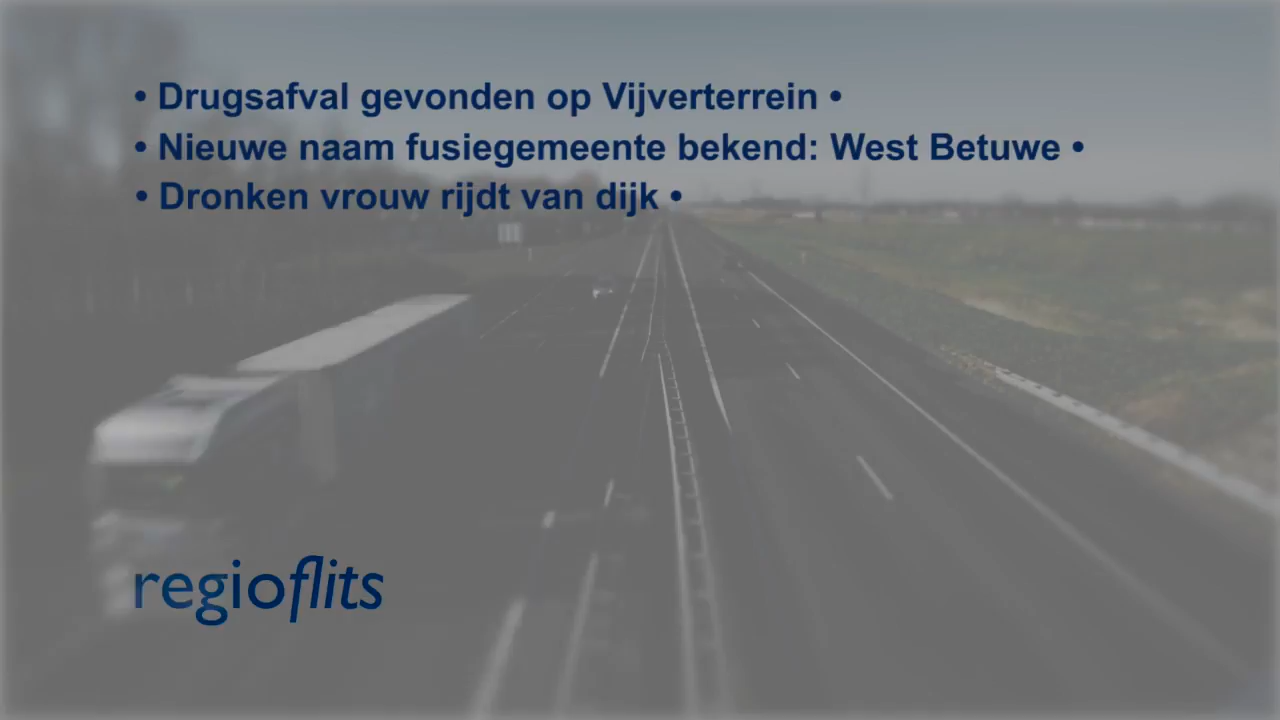 • Drugsafval gevonden op Vijverterrein •
• Nieuwe naam fusiegemeente bekend: West Betuwe •
• Dronken vrouw rijdt van dijk •
regioflits